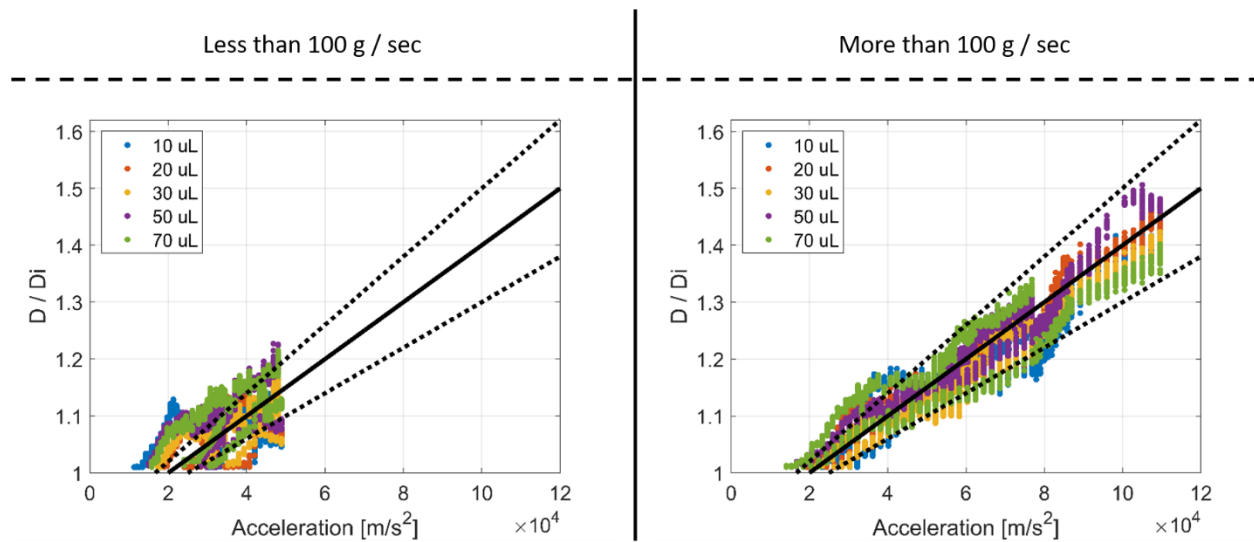 Less than 100 g / sec
More than 100 g / sec
1.6
1.5
1.4
1.3
1.2
1.1
1
D / Di
10 uL
20 uL
30 uL
50 uL
70 uL
0 2 4 6 8 10 12
Acceleration [m/s²] ×10⁴
1.6
1.5
1.4
1.3
1.2
1.1
1
D / Di
10 uL
20 uL
30 uL
50 uL
70 uL
0 2 4 6 8 10 12
Acceleration [m/s²] ×10⁴